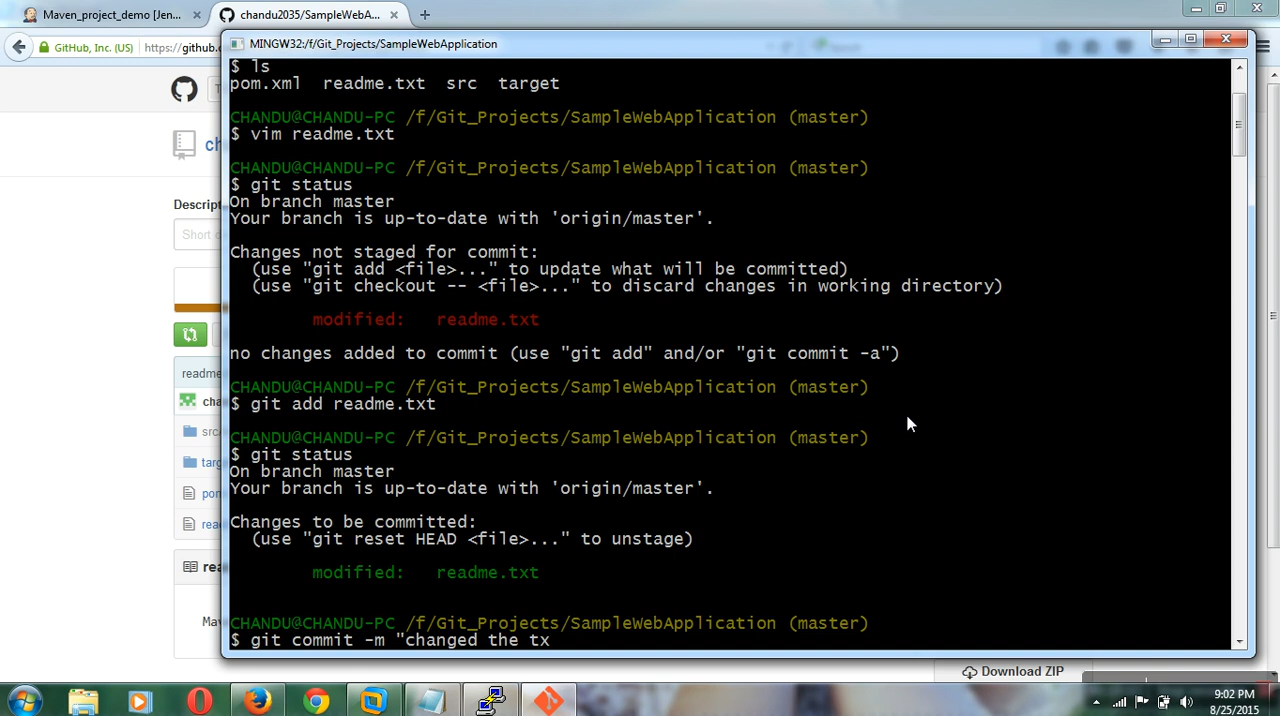 Maven_project_demo [Jen...
chandu2035/SampleWebA...
GitHub, Inc. (US)
https://github.c
MINGW32:/f/Git_Projects/SampleWebApplication
$ ls
pom.xml readme.txt src target
CHANDU@CHANDU-PC /f/Git_Projects/SampleWebApplication (master)
$ vim readme.txt
CHANDU@CHANDU-PC /f/Git_Projects/SampleWebApplication (master)
$ git status
On branch master
Your branch is up-to-date with 'origin/master'.
Changes not staged for commit:
(use "git add <file>..." to update what will be committed)
(use "git checkout -- <file>..." to discard changes in working directory)
modified: readme.txt
no changes added to commit (use "git add" and/or "git commit -a")
CHANDU@CHANDU-PC /f/Git_Projects/SampleWebApplication (master)
$ git add readme.txt
CHANDU@CHANDU-PC /f/Git_Projects/SampleWebApplication (master)
$ git status
On branch master
Your branch is up-to-date with 'origin/master'.
Changes to be committed:
(use "git reset HEAD <file>..." to unstage)
modified: readme.txt
CHANDU@CHANDU-PC /f/Git_Projects/SampleWebApplication (master)
$ git commit -m "changed the tx
ch
Descript
Short d
readme
cha
src
targ
pon
rea
rea
Ma
Download ZIP
9:02 PM
8/25/2015